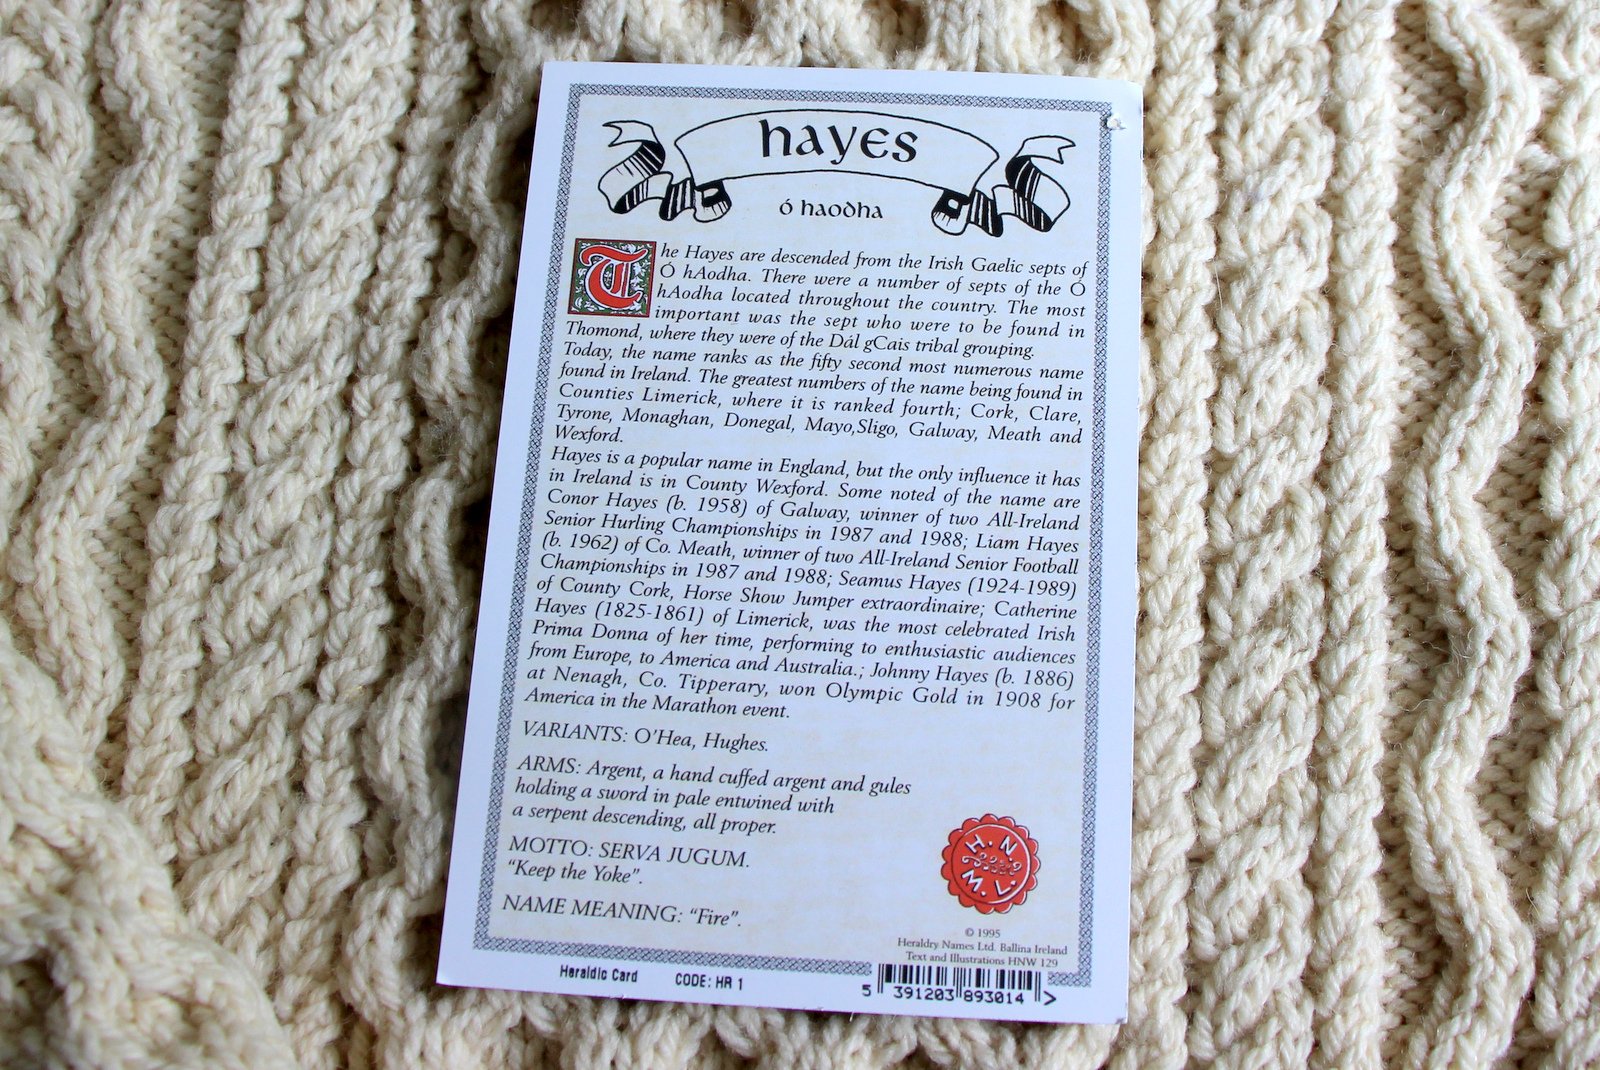 hayes
ó haodha
The Hayes are descended from the Irish Gaelic septs of
Ó hAodha. There were a number of septs of the Ó
hAodha located throughout the country. The most
important was the sept who were to be found in
Thomond, where they were of the Dál gCais tribal grouping.
Today, the name ranks as the fifty second most numerous name
found in Ireland. The greatest numbers of the name being found in
Counties Limerick, where it is ranked fourth; Cork, Clare,
Tyrone, Monaghan, Donegal, Mayo,Sligo, Galway, Meath and
Wexford.
Hayes is a popular name in England, but the only influence it has
in Ireland is in County Wexford. Some noted of the name are
Conor Hayes (b. 1958) of Galway, winner of two All-Ireland
Senior Hurling Championships in 1987 and 1988; Liam Hayes
(b. 1962) of Co. Meath, winner of two All-Ireland Senior Football
Championships in 1987 and 1988; Seamus Hayes (1924-1989)
of County Cork, Horse Show Jumper extraordinaire; Catherine
Hayes (1825-1861) of Limerick, was the most celebrated Irish
Prima Donna of her time, performing to enthusiastic audiences
from Europe, to America and Australia.; Johnny Hayes (b. 1886)
at Nenagh, Co. Tipperary, won Olympic Gold in 1908 for
America in the Marathon event.
VARIANTS: O'Hea, Hughes.
ARMS: Argent, a hand cuffed argent and gules
holding a sword in pale entwined with
a serpent descending, all proper.
MOTTO: SERVA JUGUM.
"Keep the Yoke".
NAME MEANING: "Fire".
H. N.
M. L.
© 1995
Heraldry Names Ltd. Ballina Ireland
Text and Illustrations HNW 129
Heraldic Card CODE: HR 1
5 391203 893014 >